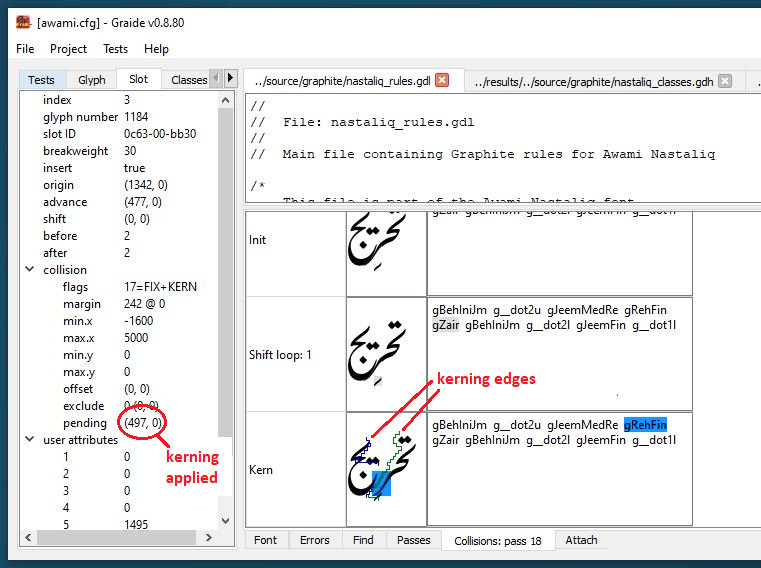 [awami.cfg] - Graide v0.8.80
File Project Tests Help
Tests Glyph Slot Classes
index 3
glyph number 1184
slot ID 0c63-00-bb30
breakweight 30
insert true
origin (1342, 0)
advance (477, 0)
shift (0, 0)
before 2
after 2
collision
flags 17=FIX+KERN
margin 242 @ 0
min.x -1600
max.x 5000
min.y 0
max.y 0
offset (0, 0)
exclude 0 (0, 0)
pending (497, 0)
user attributes
1 0
2 0
3 0
4 0
5 1495
kerning
applied
../source/graphite/nastaliq_rules.gdl ../results/../source/graphite/nastaliq_classes.gdh
//
// File: nastaliq_rules.gdl
//
// Main file containing Graphite rules for Awami Nastaliq
/*
This file is part of the Awami Nastaliq font
Init
gZair gBehIniJm g__dot2l gJeemFin g__dot1l
Shift loop: 1
gBehIniJm g__dot2u gJeemMedRe gRehFin
gZair gBehIniJm g__dot2l gJeemFin g__dot1l
kerning edges
Kern
gBehIniJm g__dot2u gJeemMedRe gRehFin
gZair gBehIniJm g__dot2l gJeemFin g__dot1l
Font Errors Find Passes Collisions: pass 18 Attach